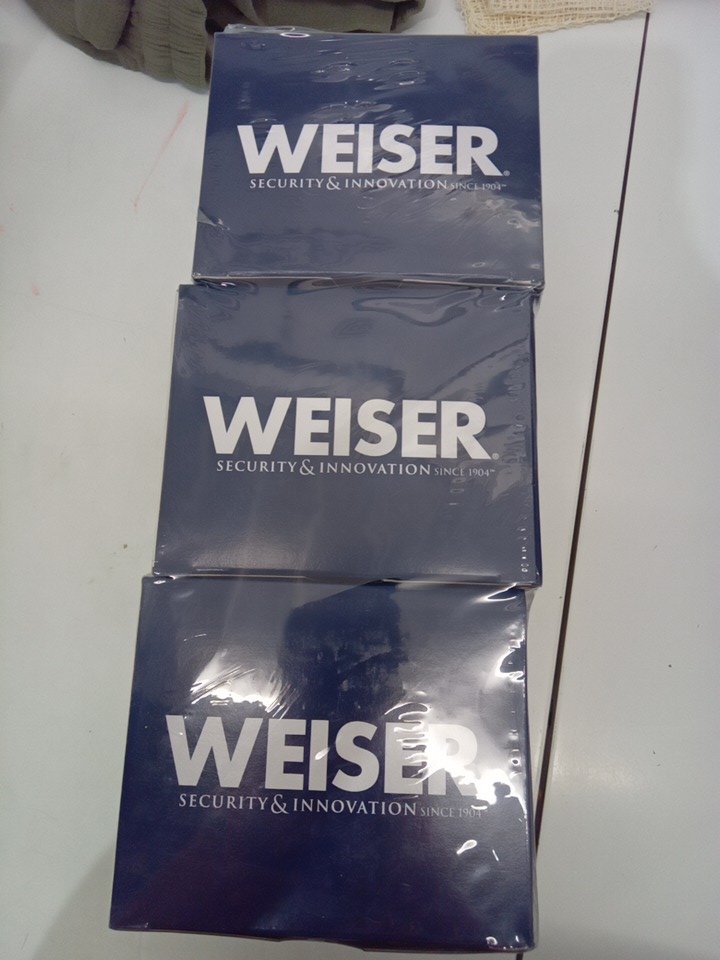 WEISER®
SECURITY & INNOVATION SINCE 1904™
WEISER®
SECURITY & INNOVATION SINCE 1904™
WEISER
SECURITY & INNOVATION SINCE 1904